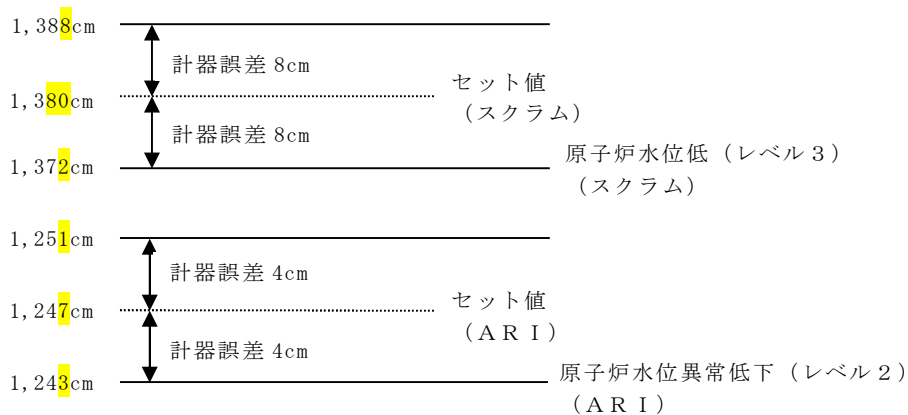 1,388cm
計器誤差 8cm
セット値
1,380cm
(スクラム)
計器誤差 8cm
原子炉水位低（レベル３）
1,372cm
（スクラム）
1,251cm
計器誤差 4cm
セット値
1,247cm
（ＡＲＩ）
計器誤差 4cm
原子炉水位異常低下（レベル２）
1,243cm
（ＡＲＩ）